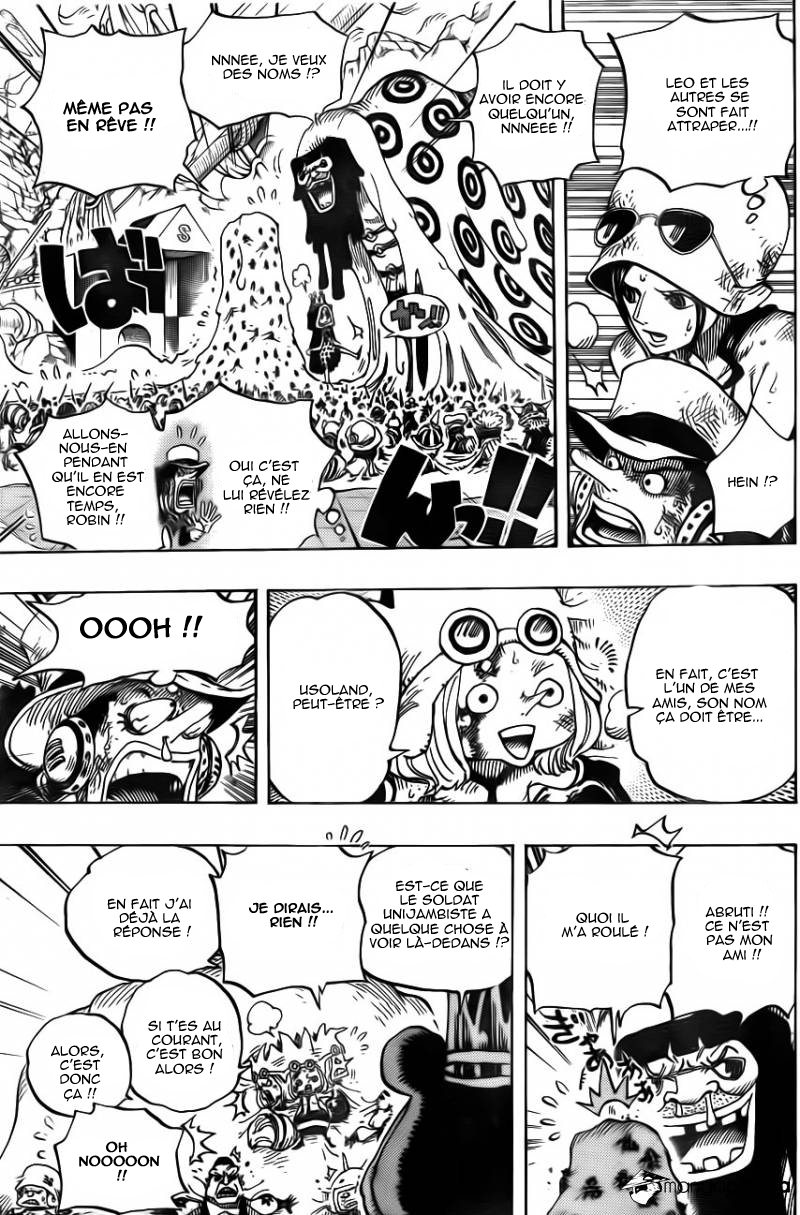 LEO ET LES
AUTRES SE
SONT FAIT
ATTRAPER...!!
HEIN !?
IL DOIT Y
AVOIR ENCORE
QUELQU'UN,
NNNEEE !!
NNNEE, JE VEUX
DES NOMS !?
MÊME PAS
EN RÊVE !!
S
ばん
っ!!
OUI C'EST
ÇA, NE
LUI RÉVÉLEZ
RIEN !!
ALLONS-
NOUS-EN
PENDANT
QU'IL EN EST
ENCORE
TEMPS,
ROBIN !!
EN FAIT, C'EST
L'UN DE MES
AMIS, SON NOM
ÇA DOIT ÊTRE...
USOLAND,
PEUT-ÊTRE ?
OOOH !!
ABRUTI !!
CE N'EST
PAS MON
AMI !!
QUOI IL
M'A ROULÉ !
EST-CE QUE
LE SOLDAT
UNIJAMBISTE A
QUELQUE CHOSE À
VOIR LÀ-DEDANS !?
JE DIRAIS...
RIEN !!
EN FAIT J'AI
DÉJÀ LA
RÉPONSE !
SI T'ES AU
COURANT,
C'EST BON
ALORS !
ALORS,
C'EST
DONC
ÇA !!
OH
NOOOOON !!